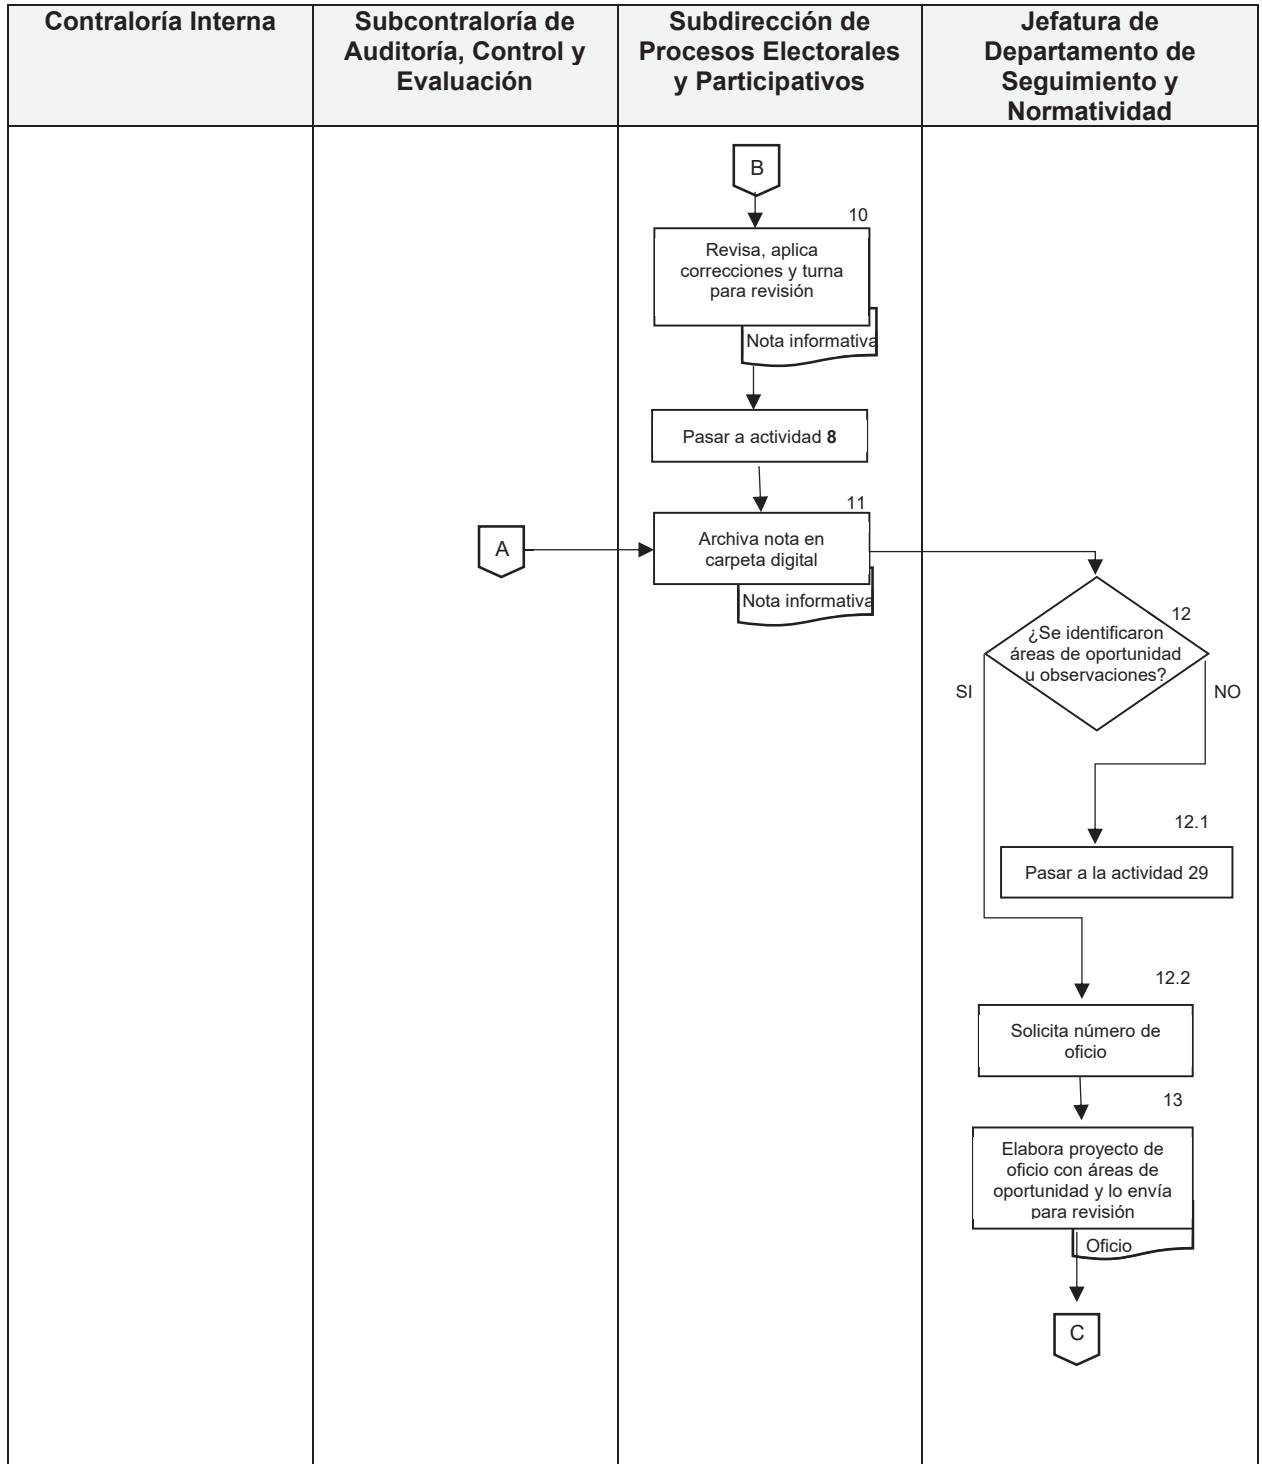 Contraloría Interna
Subcontraloría de
Auditoría, Control y
Evaluación
Subdirección de
Procesos Electorales
y Participativos
Jefatura de
Departamento de
Seguimiento y
Normatividad
B
10
Revisa, aplica
correcciones y turna
para revisión
Nota informativa
Pasar a actividad 8
11
A
Archiva nota en
carpeta digital
Nota informativa
12
¿Se identificaron
áreas de oportunidad
u observaciones?
SI
NO
12.1
Pasar a la actividad 29
12.2
Solicita número de
oficio
13
Elabora proyecto de
oficio con áreas de
oportunidad y lo envía
para revisión
Oficio
C